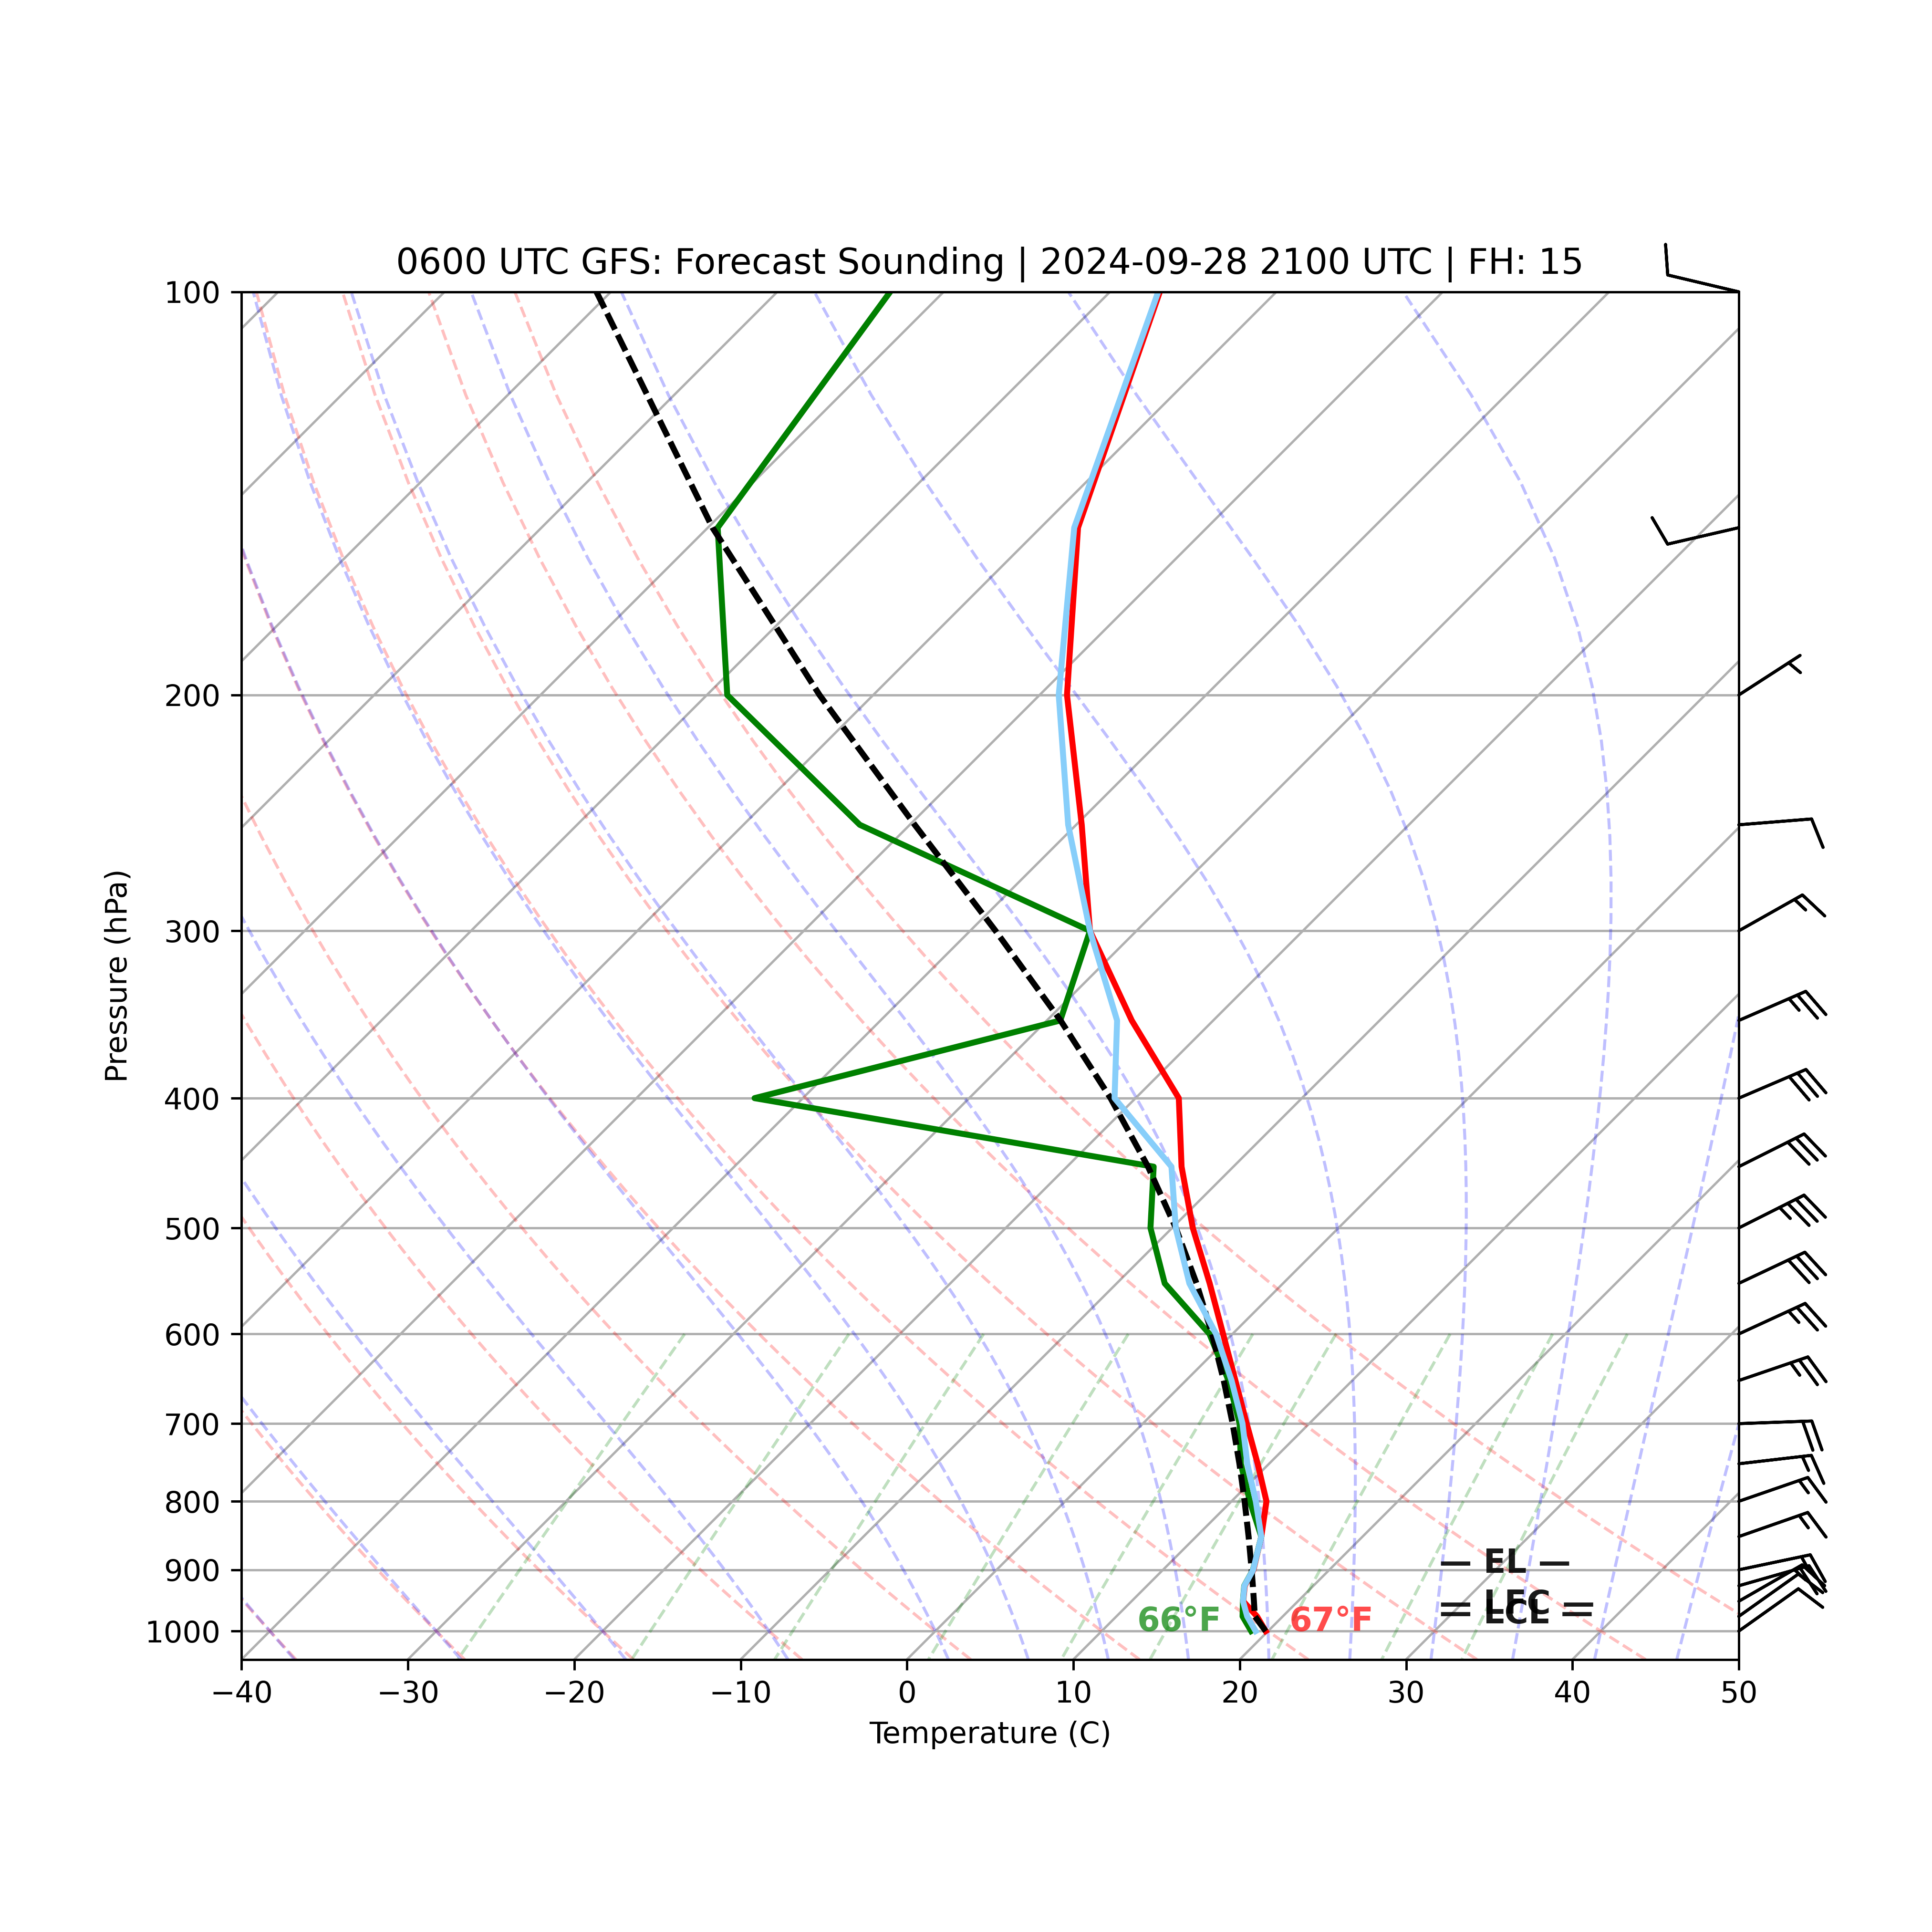 0600 UTC GFS: Forecast Sounding | 2024-09-28 2100 UTC | FH: 15
100
200
300
400
500
600
700
800
900
1000
Pressure (hPa)
— EL —
— LFC —
— LCL —
66°F
67°F
−40 −30 −20 −10 0 10 20 30 40 50
Temperature (C)